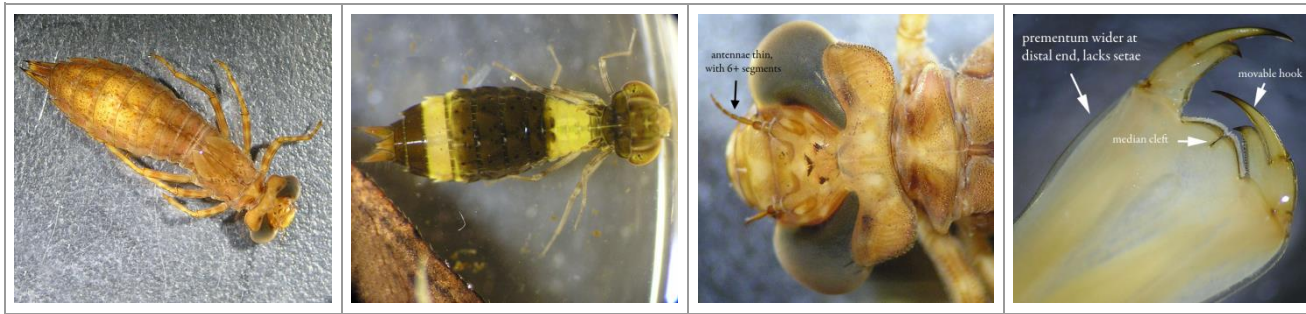 antennae thin,
with 6+ segments
prementum wider at
distal end, lacks setae
movable hook
median cleft